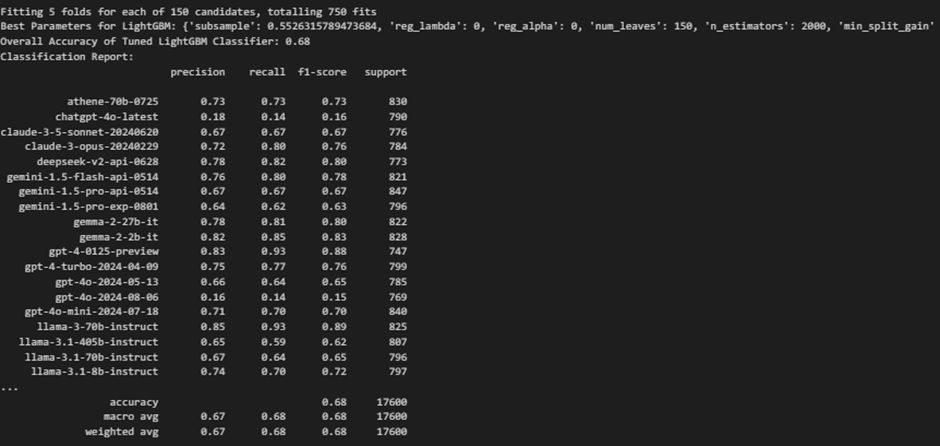 Fitting 5 folds for each of 150 candidates, totalling 750 fits
Best Parameters for LightGBM: {'subsample': 0.5526315789473684, 'reg_lambda': 0, 'reg_alpha': 0, 'num_leaves': 150, 'n_estimators': 2000, 'min_split_gain'
Overall Accuracy of Tuned LightGBM Classifier: 0.68
Classification Report:
precision recall f1-score support
athene-70b-0725 0.73 0.73 0.73 830
chatgpt-4o-latest 0.18 0.14 0.16 790
claude-3-5-sonnet-20240620 0.67 0.67 0.67 776
claude-3-opus-20240229 0.72 0.80 0.76 784
deepseek-v2-api-0628 0.78 0.82 0.80 773
gemini-1.5-flash-api-0514 0.76 0.80 0.78 821
gemini-1.5-pro-api-0514 0.67 0.67 0.67 847
gemini-1.5-pro-exp-0801 0.64 0.62 0.63 796
gemma-2-27b-it 0.78 0.81 0.80 822
gemma-2-2b-it 0.82 0.85 0.83 828
gpt-4-0125-preview 0.83 0.93 0.88 747
gpt-4-turbo-2024-04-09 0.75 0.77 0.76 799
gpt-4o-2024-05-13 0.66 0.64 0.65 785
gpt-4o-2024-08-06 0.16 0.14 0.15 769
gpt-4o-mini-2024-07-18 0.71 0.70 0.70 840
llama-3-70b-instruct 0.85 0.93 0.89 825
llama-3.1-405b-instruct 0.65 0.59 0.62 807
llama-3.1-70b-instruct 0.67 0.64 0.65 796
llama-3.1-8b-instruct 0.74 0.70 0.72 797
...
accuracy 0.68 17600
macro avg 0.67 0.68 0.68 17600
weighted avg 0.67 0.68 0.68 17600